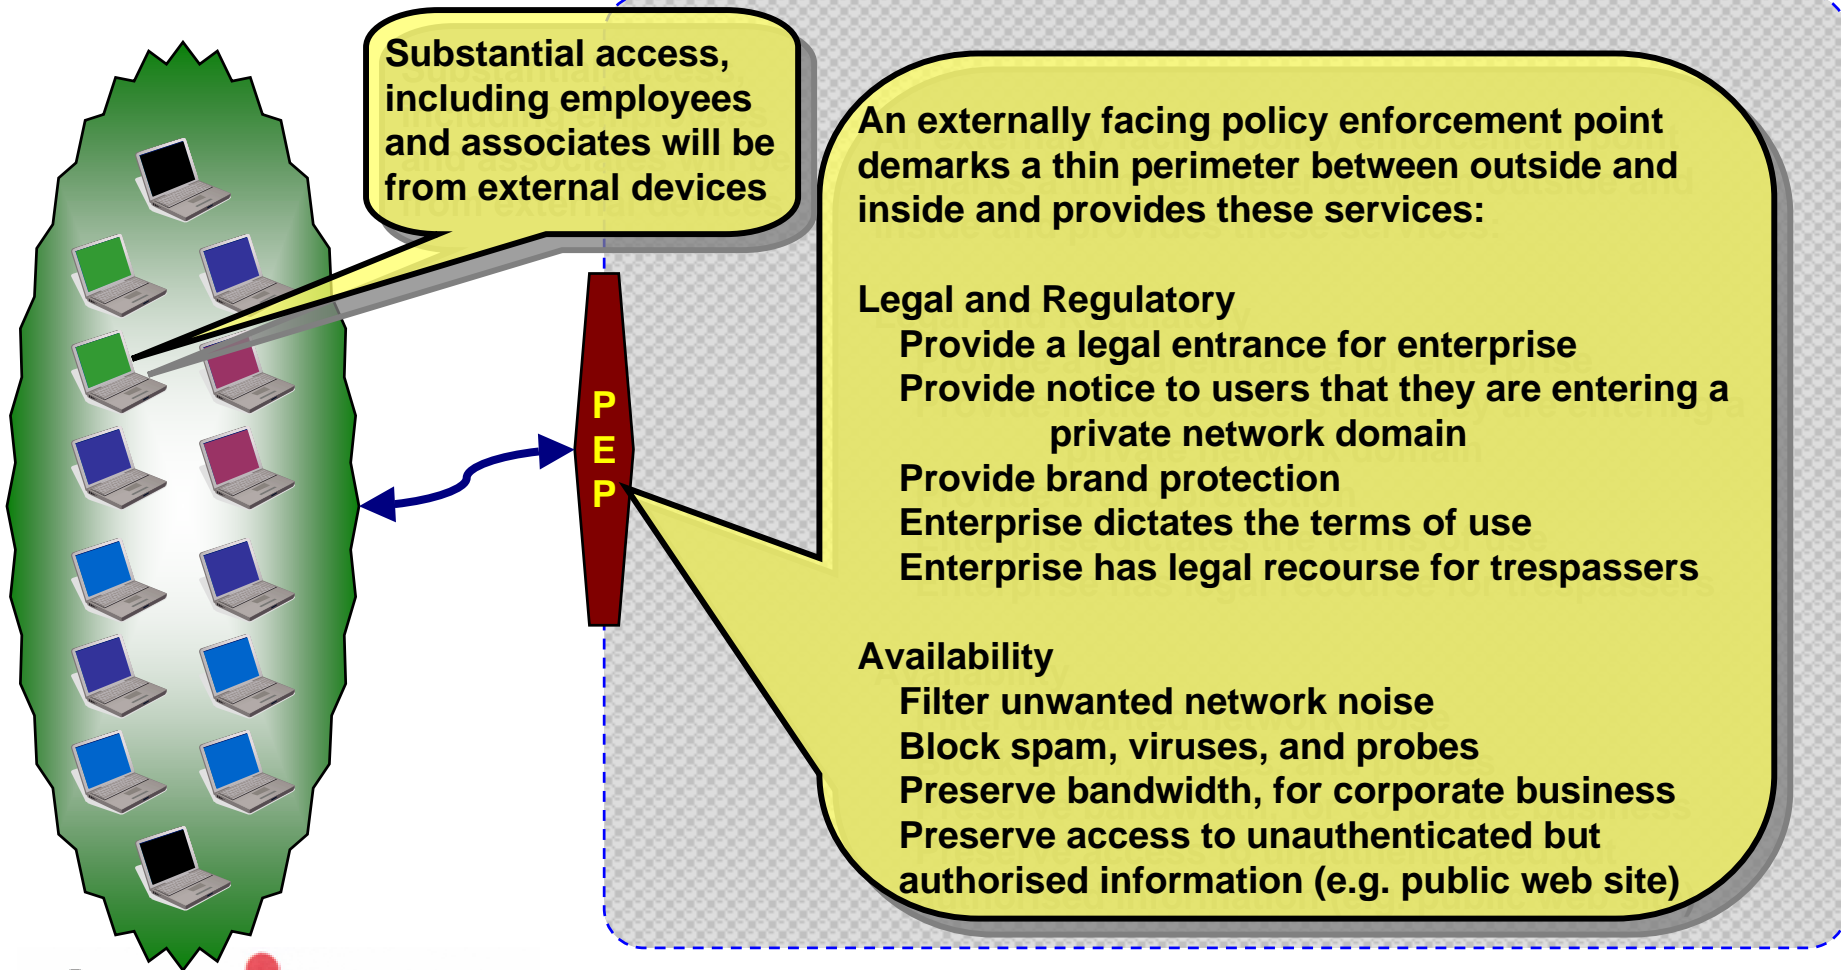 Substantial access,
including employees
and associates will be
from external devices
An externally facing policy enforcement point
demarks a thin perimeter between outside and
inside and provides these services:
Legal and Regulatory
Provide a legal entrance for enterprise
Provide notice to users that they are entering a
private network domain
Provide brand protection
Enterprise dictates the terms of use
Enterprise has legal recourse for trespassers
Availability
Filter unwanted network noise
Block spam, viruses, and probes
Preserve bandwidth, for corporate business
Preserve access to unauthenticated but
authorised information (e.g. public web site)
P
E
P